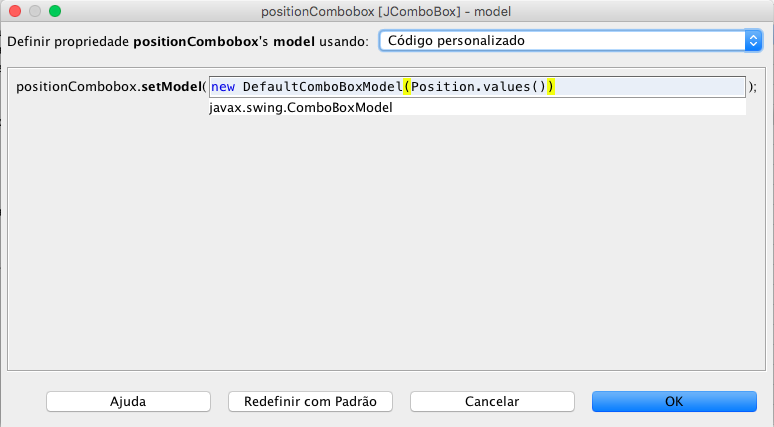 positionCombobox [JComboBox] - model
Definir propriedade positionCombobox's model usando: Código personalizado
positionCombobox.setModel( new DefaultComboBoxModel(Position.values()) );
javax.swing.ComboBoxModel
Ajuda Redefinir com Padrão Cancelar OK